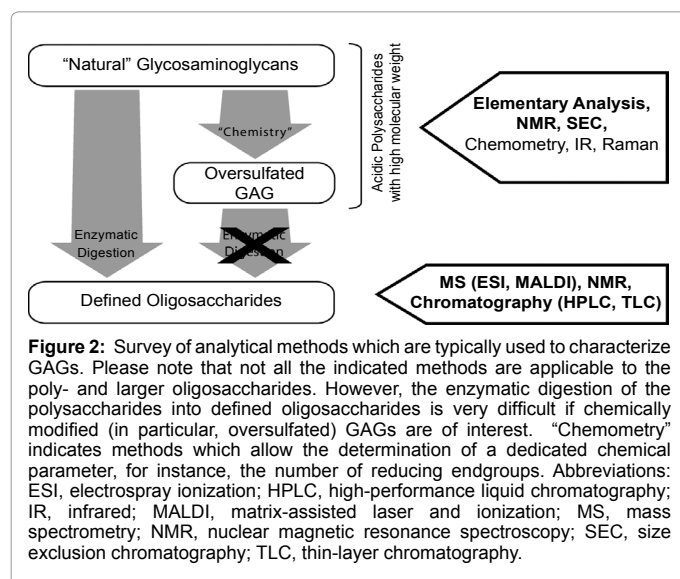 “Natural” Glycosaminoglycans
“Chemistry”
Oversulfated
GAG
Enzymatic
Digestion
Enzymatic
Digestion
Defined Oligosaccharides
Acidic Polysaccharides
with high molecular weight
Elementary Analysis,
NMR, SEC,
Chemometry, IR, Raman
MS (ESI, MALDI), NMR,
Chromatography (HPLC, TLC)
Figure 2: Survey of analytical methods which are typically used to characterize
GAGs. Please note that not all the indicated methods are applicable to the
poly- and larger oligosaccharides. However, the enzymatic digestion of the
polysaccharides into defined oligosaccharides is very difficult if chemically
modified (in particular, oversulfated) GAGs are of interest. “Chemometry”
indicates methods which allow the determination of a dedicated chemical
parameter, for instance, the number of reducing endgroups. Abbreviations:
ESI, electrospray ionization; HPLC, high-performance liquid chromatography;
IR, infrared; MALDI, matrix-assisted laser and ionization; MS, mass
spectrometry; NMR, nuclear magnetic resonance spectroscopy; SEC, size
exclusion chromatography; TLC, thin-layer chromatography.